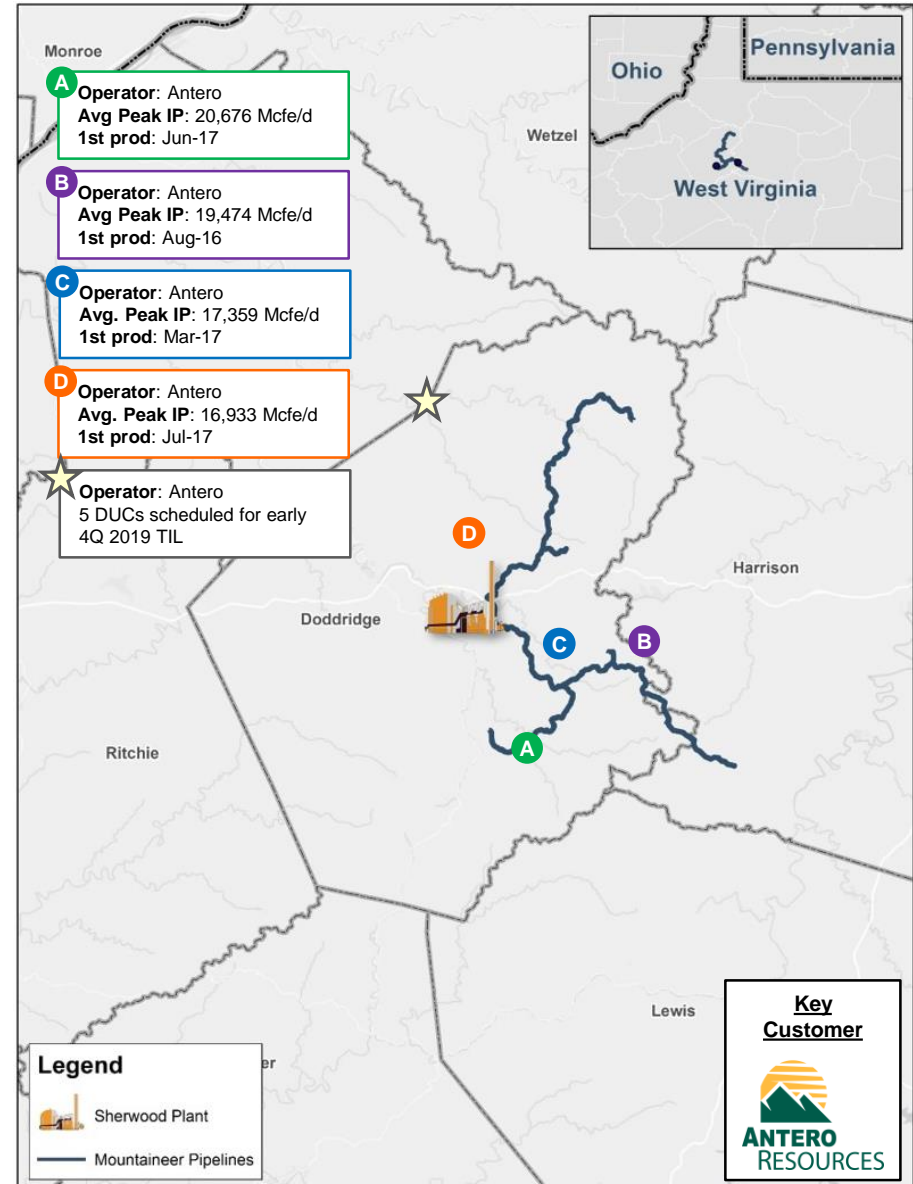 Monroe
A
Operator: Antero
Avg Peak IP: 20,676 Mcfe/d
1st prod: Jun-17
B
Operator: Antero
Avg Peak IP: 19,474 Mcfe/d
1st prod: Aug-16
C
Operator: Antero
Avg. Peak IP: 17,359 Mcfe/d
1st prod: Mar-17
D
Operator: Antero
Avg. Peak IP: 16,933 Mcfe/d
1st prod: Jul-17
Operator: Antero
5 DUCs scheduled for early
4Q 2019 TIL
Wetzel
Ohio
Pennsylvania
West Virginia
D
Harrison
Doddridge
C
B
A
Ritchie
Lewis
Legend
er
Sherwood Plant
Mountaineer Pipelines
Key
Customer
ANTERO
RESOURCES